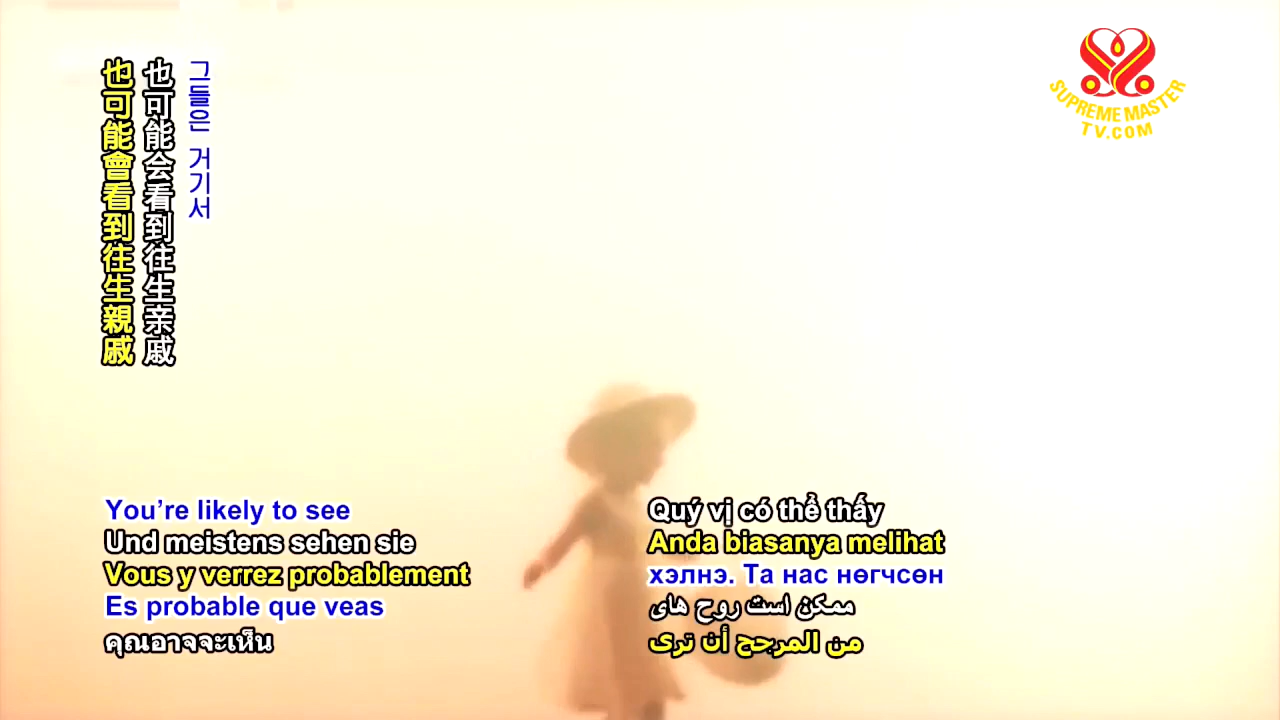 그들은 거기서
也可能会看到往生亲戚
也可能會看到往生親戚
SUPREME MASTER
TV.COM
You’re likely to see
Und meistens sehen sie
Vous y verrez probablement
Es probable que veas
คุณอาจจะเห็น
Quý vị có thể thấy
Anda biasanya melihat
хэлнэ. Та нас нөгчсөн
ممکن است روح های
من المرجح أن ترى